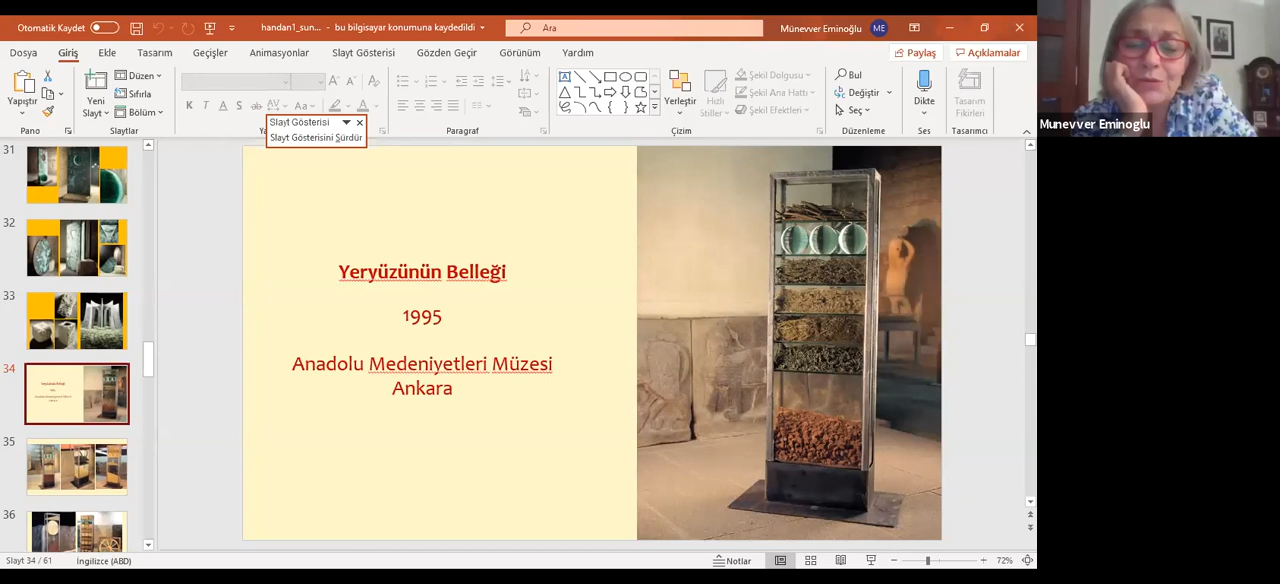 Otomatik Kaydet
handan1_sun... - bu bilgisayar konumuna kaydedildi
Ara
Münevver Eminoğlu
ME
Dosya
Giriş
Ekle
Tasarım
Geçişler
Animasyonlar
Slayt Gösterisi
Gözden Geçir
Görünüm
Yardım
Paylaş
Açıklamalar
Yapıştır
Pano
Yeni
Slayt
Düzen
Sıfırla
Bölüm
Slaytlar
K T A S ab AV Aa A
Paragraf
Yerleştir
Hızlı
Stiller
Şekil Dolgusu
Şekil Ana Hattı
Şekil Efektleri
Çizim
Bul
Değiştir
Seç
Düzenleme
Dikte
Ses
Tasarım
Fikirleri
Tasarımcı
Slayt Gösterisi
Slayt Gösterisini Sürdür
31
32
33
34
35
36
Yeryüzünün Belleği
1995
Anadolu Medeniyetleri Müzesi
Ankara
Munevver Eminoglu
Slayt 34 / 61
İngilizce (ABD)
Notlar
72%